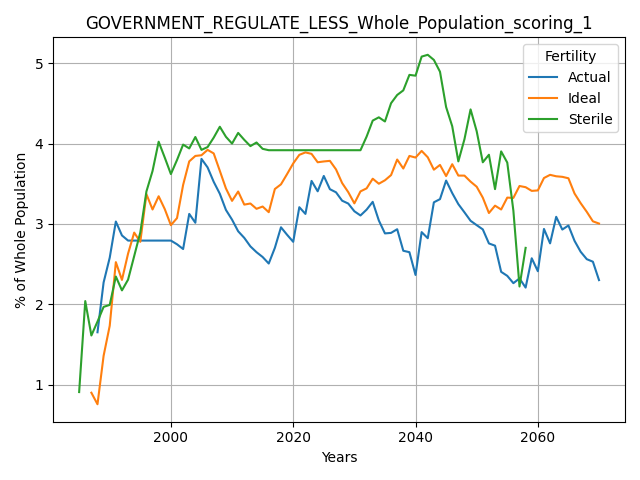 GOVERNMENT_REGULATE_LESS_Whole_Population_scoring_1
% of Whole Population
5
4
3
2
1
Fertility
Actual
Ideal
Sterile
2000 2020 2040 2060
Years